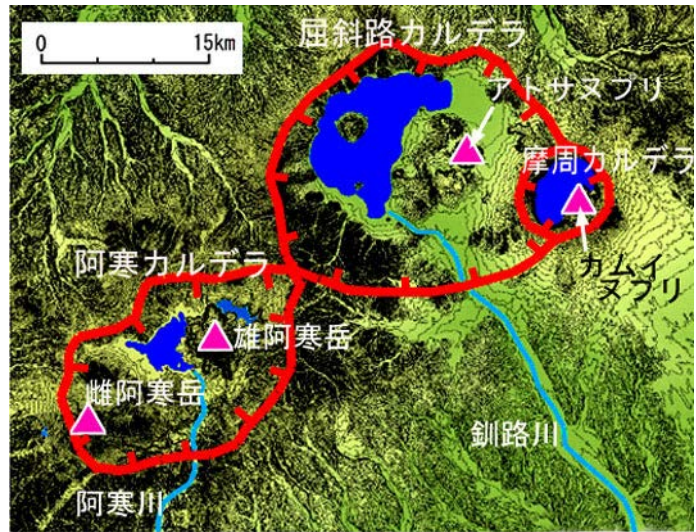 0 15km
屈斜路カルデラ
アトサヌプリ
摩周カルデラ
カムイ
ヌプリ
阿寒カルデラ
雄阿寒岳
雌阿寒岳
釧路川
阿寒川